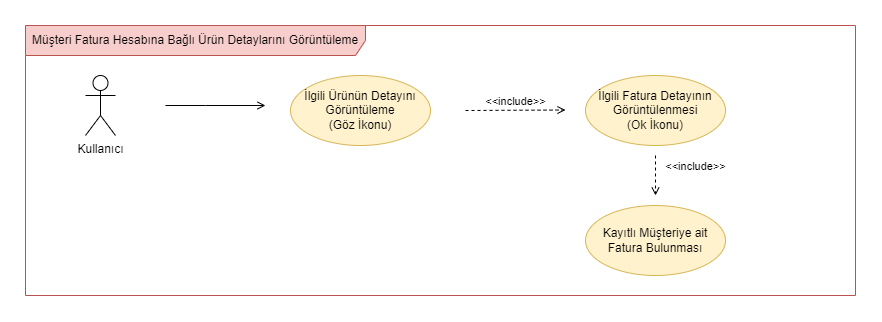 Müşteri Fatura Hesabına Bağlı Ürün Detaylarını Görüntüleme
Kullanıcı
İlgili Ürünün Detayını
Görüntüleme
(Göz İkonu)
<<include>>
İlgili Fatura Detayının
Görüntülenmesi
(Ok İkonu)
<<include>>
Kayıtlı Müşteriye ait
Fatura Bulunması